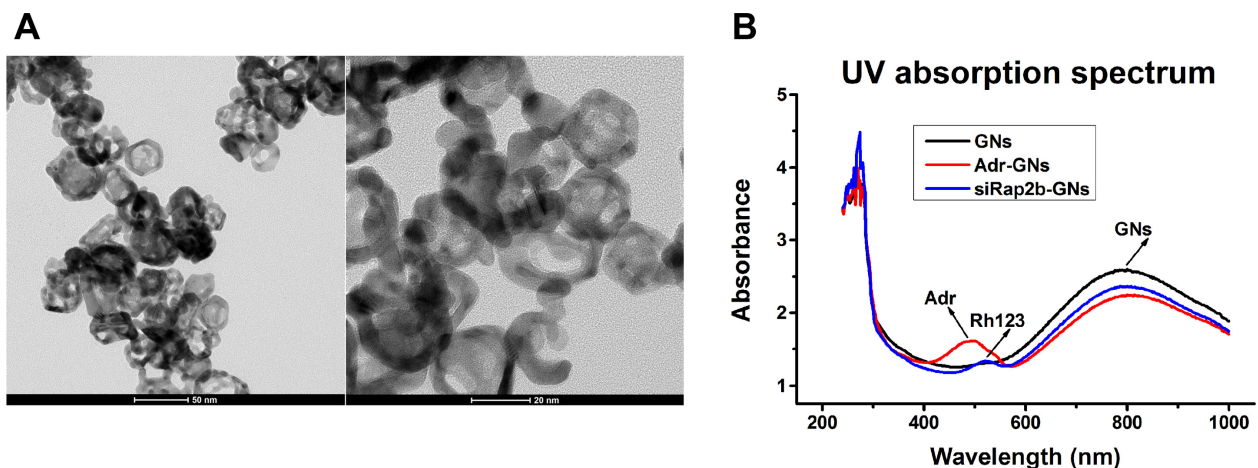 A
50 nm
20 nm
B
UV absorption spectrum
5
4
3
2
1
Absorbance
GNs
Adr-GNs
siRap2b-GNs
GNs
Adr
Rh123
200
400
600
800
1000
Wavelength (nm)